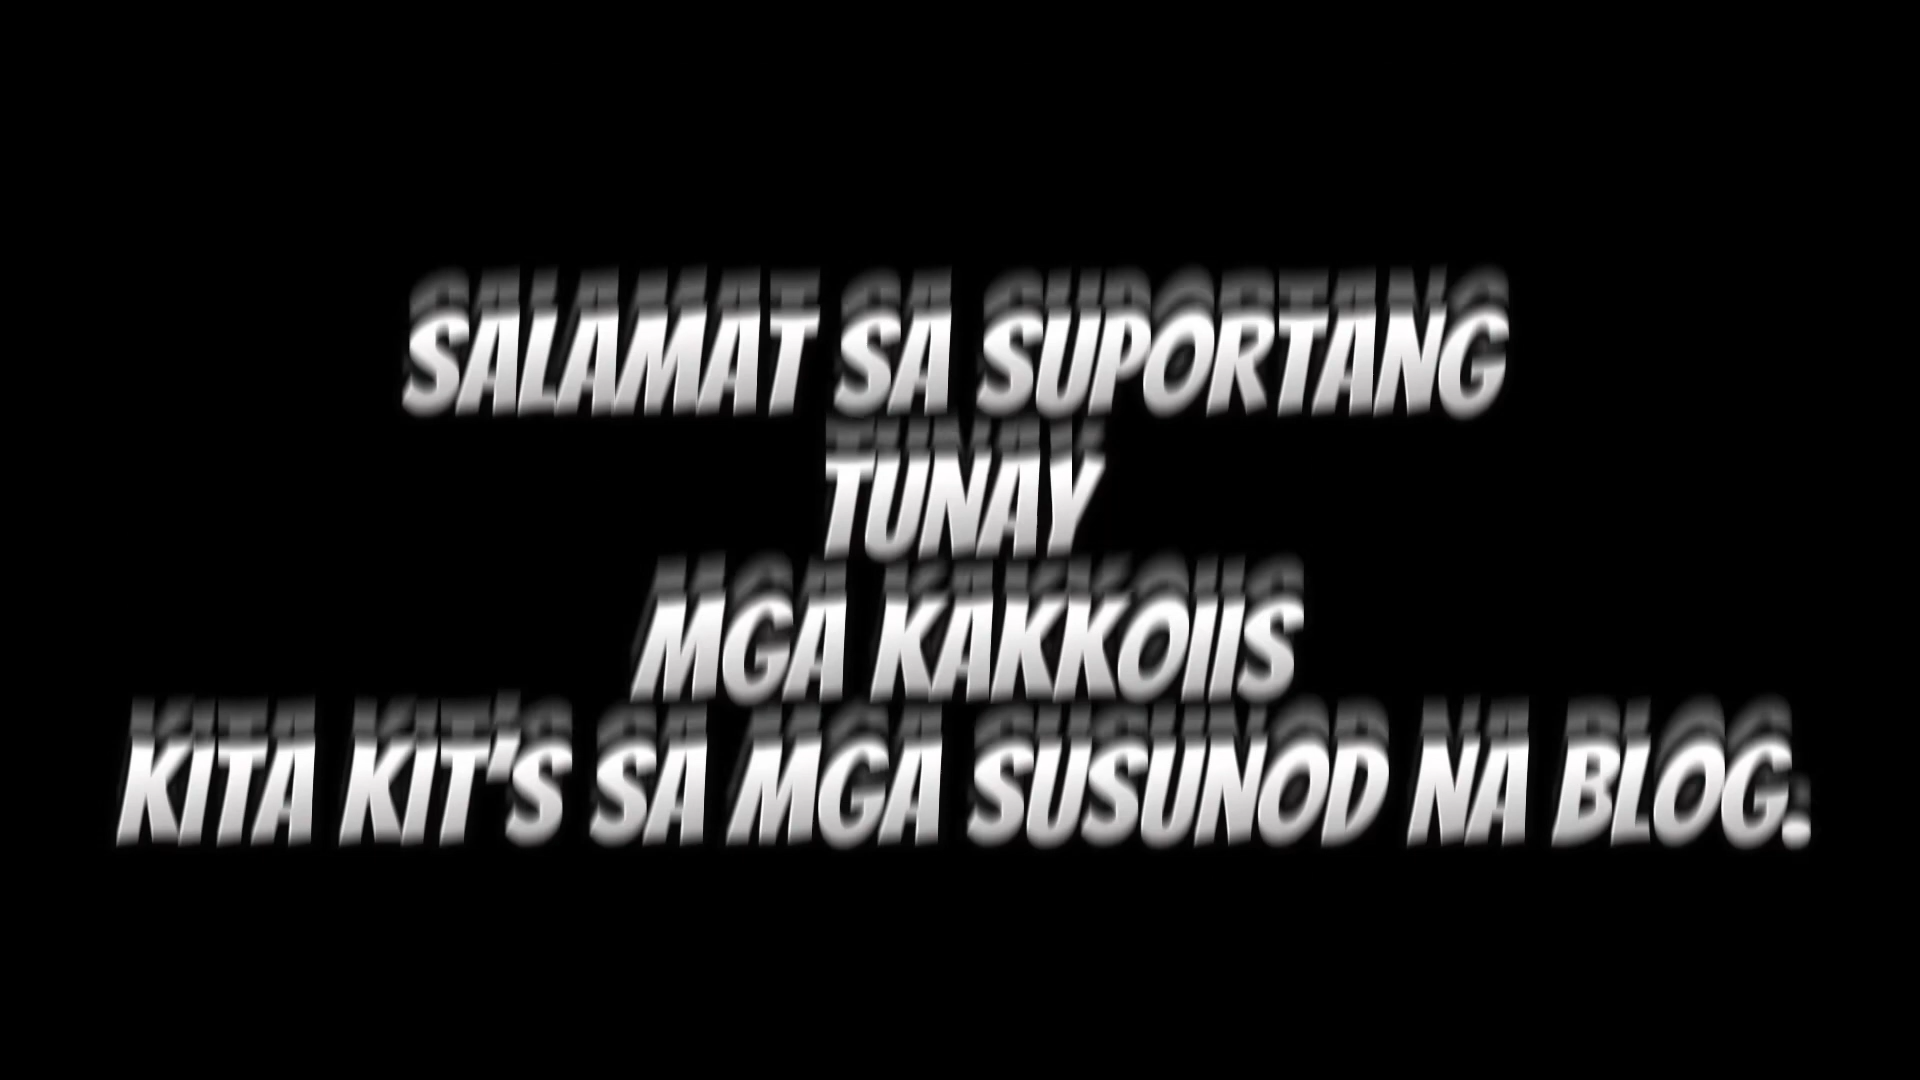 SALAMAT SA SUPORTANG
TUNAY
MGA KAKKOIIS
KITA KIT'S SA MGA SUSUNOD NA BLOG.